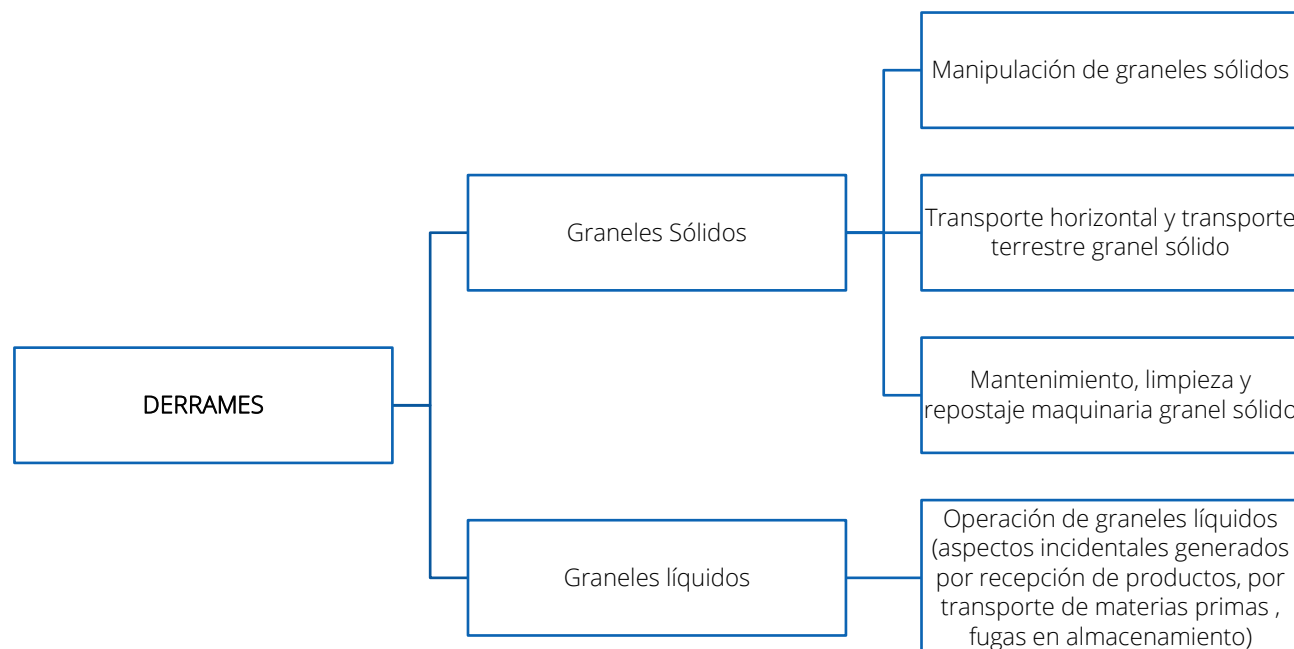 Manipulación de graneles sólidos
Graneles Sólidos
Transporte horizontal y transporte
terrestre granel sólido
DERRAMES
Mantenimiento, limpieza y
repostaje maquinaria granel sólido
Graneles líquidos
Operación de graneles líquidos
(aspectos incidentales generados
por recepción de productos, por
transporte de materias primas ,
fugas en almacenamiento)